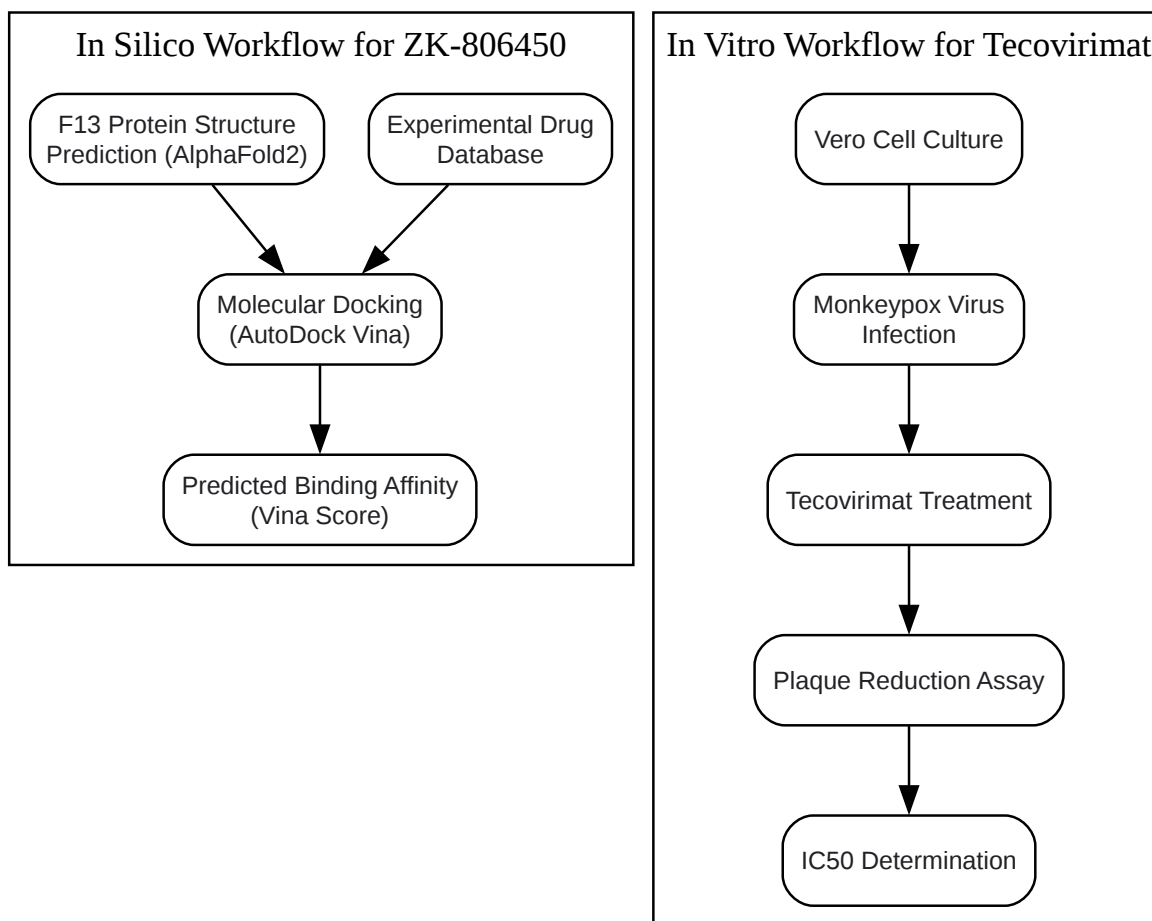 In Silico Workflow for ZK-806450
F13 Protein Structure
Prediction (AlphaFold2)
Experimental Drug
Database
Molecular Docking
(AutoDock Vina)
Predicted Binding Affinity
(Vina Score)
In Vitro Workflow for Tecovirimat
Vero Cell Culture
Monkeypox Virus
Infection
Tecovirimat Treatment
Plaque Reduction Assay
IC50 Determination